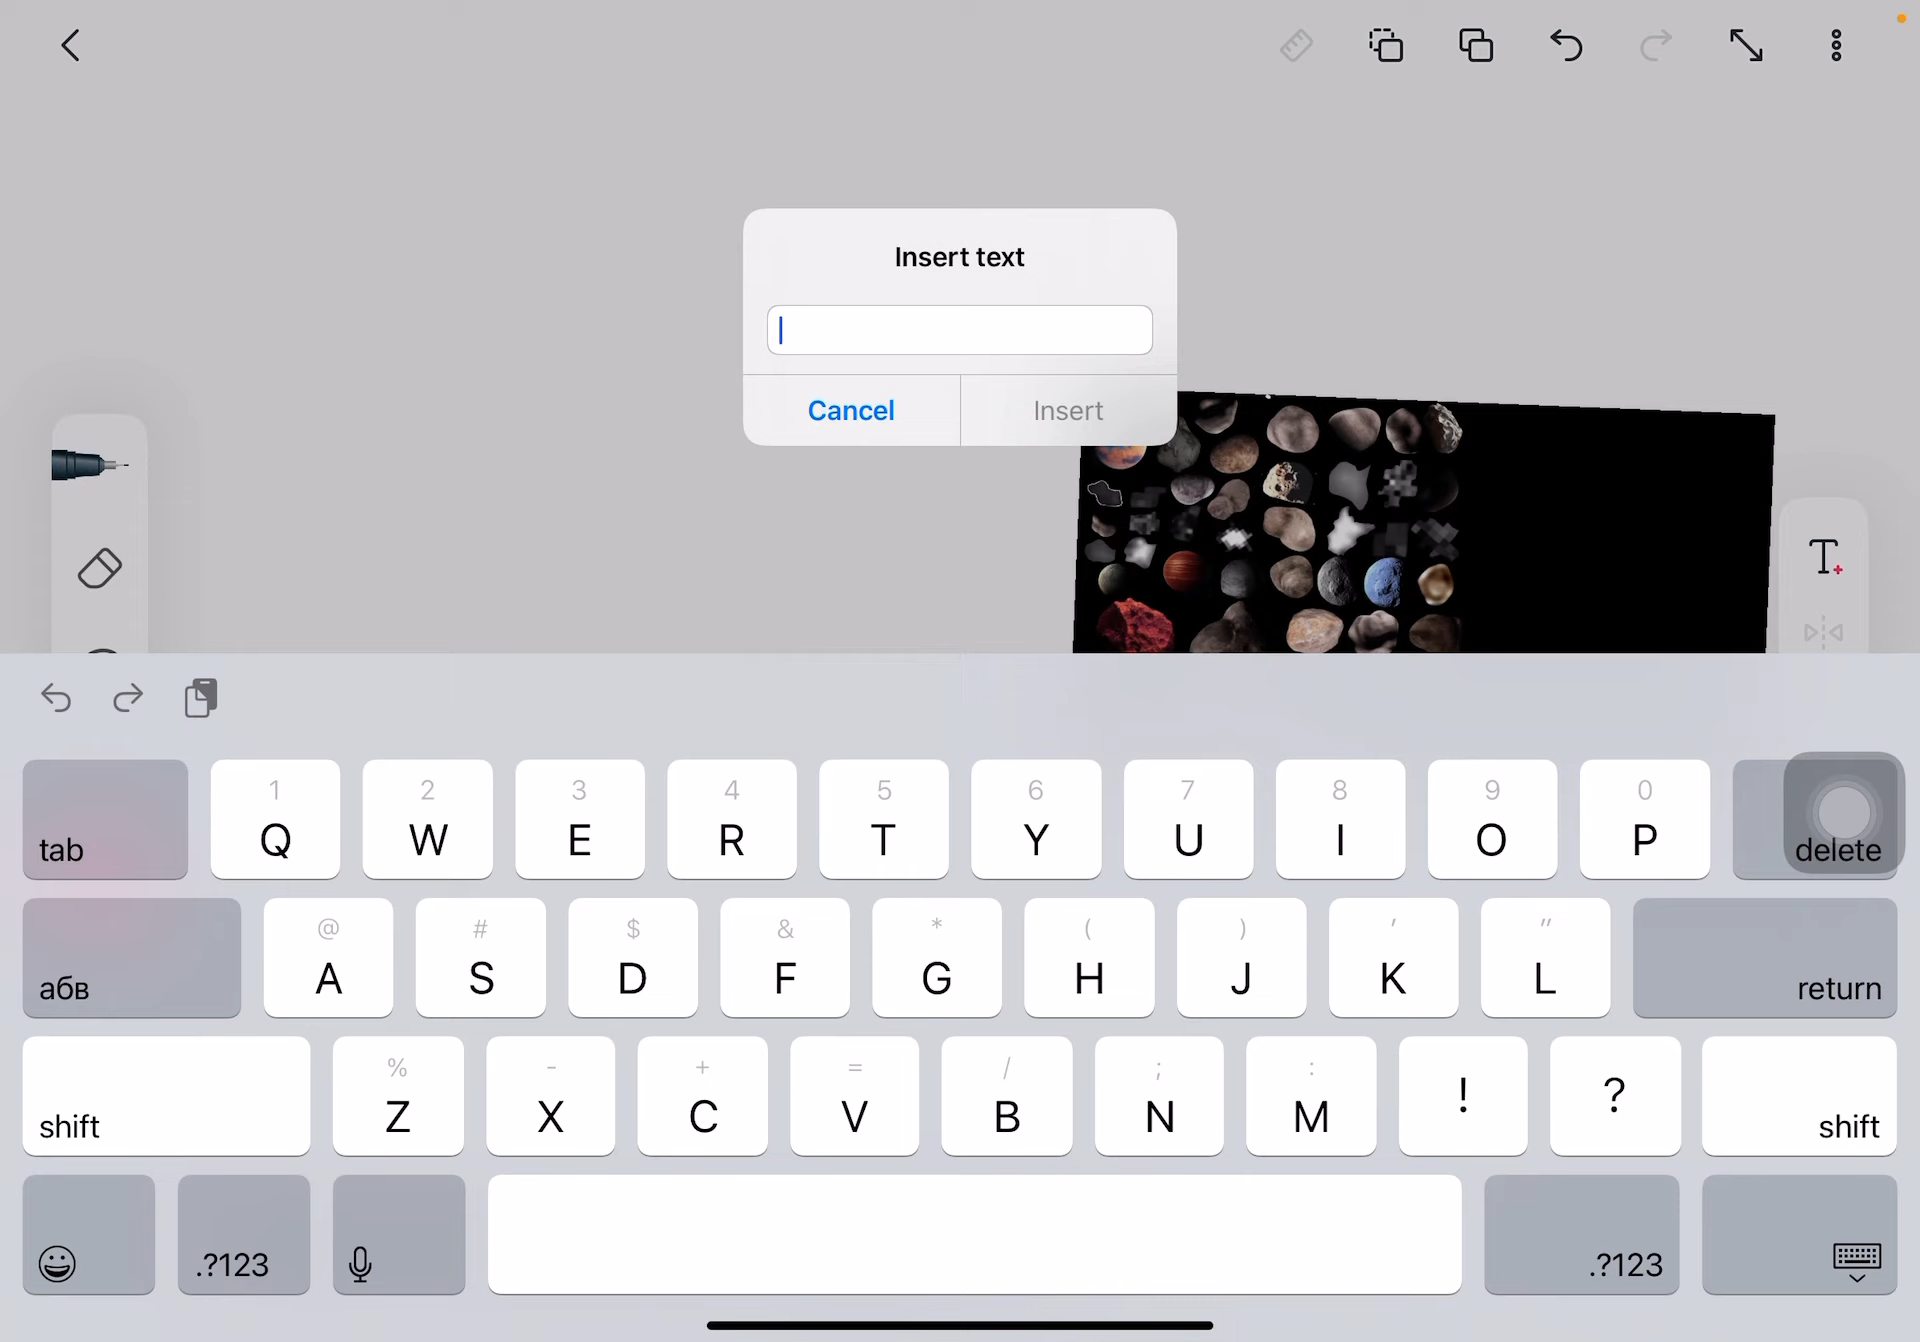 Insert text
Cancel Insert
T+
1 2 3 4 5 6 7 8 9 0
tab Q W E R T Y U I O P delete
@ # $ & * ( ) ' "
абв A S D F G H J K L return
% - + = / ; :
shift Z X C V B N M ! ? shift
.?123 .?123